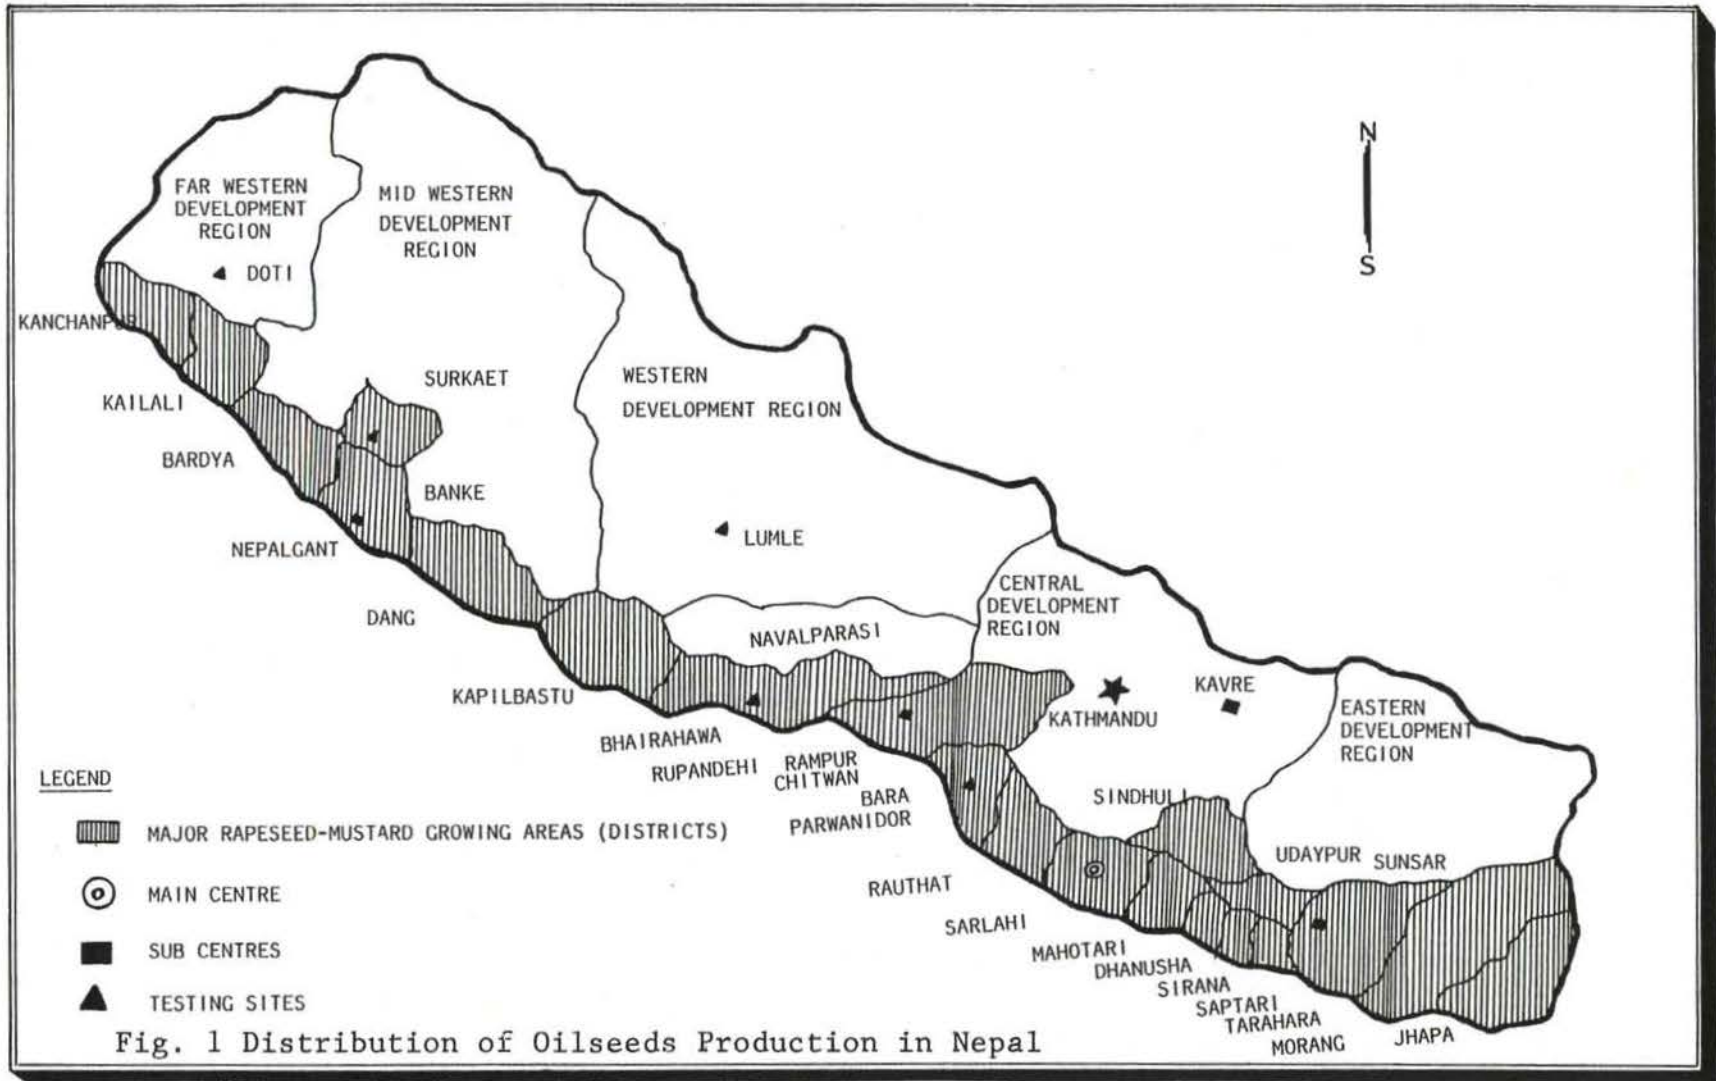 N
S
FAR WESTERN
DEVELOPMENT
REGION
DOTI
MID WESTERN
DEVELOPMENT
REGION
KANCHANPUR
KAILALI
BARDYA
SURKAET
BANKE
NEPALGANT
DANG
WESTERN
DEVELOPMENT REGION
LUMLE
NAVALPARASI
KAPILBASTU
BHAIRAHAWA
RUPANDEHI
RAMPUR
CHITWAN
BARA
PARWANIDOR
CENTRAL
DEVELOPMENT
REGION
KATHMANDU
KAVRE
SINDHULI
EASTERN
DEVELOPMENT
REGION
UDAYPUR
SUNSAR
RAUTHAT
SARLAHI
MAHOTARI
DHANUSHA
SIRANA
SAPTARI
TARAHARA
MORANG
JHAPA
LEGEND
MAJOR RAPESEED-MUSTARD GROWING AREAS (DISTRICTS)
MAIN CENTRE
SUB CENTRES
TESTING SITES
Fig. 1 Distribution of Oilseeds Production in Nepal